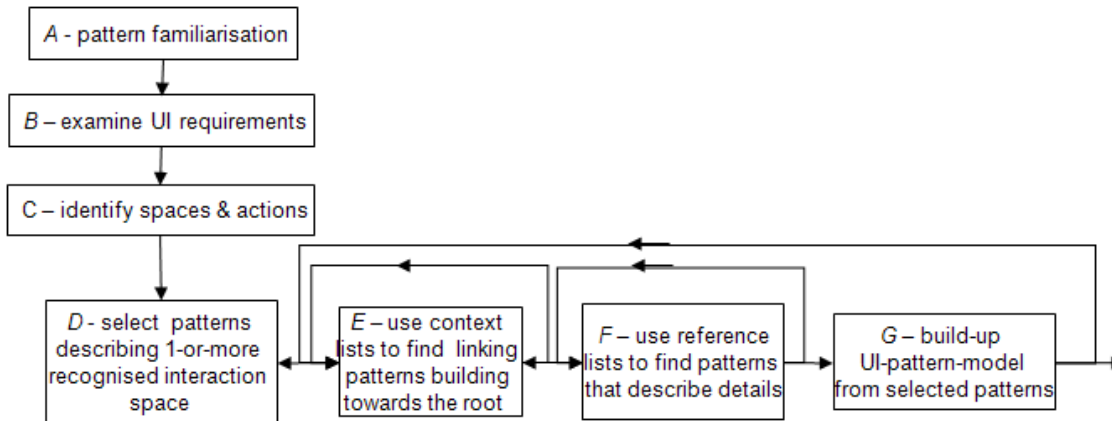 A - pattern familiarisation
B – examine UI requirements
C – identify spaces & actions
D - select patterns
describing 1-or-more
recognised interaction
space
E – use context
lists to find linking
patterns building
towards the root
F – use reference
lists to find patterns
that describe details
G – build-up
UI-pattern-model
from selected patterns